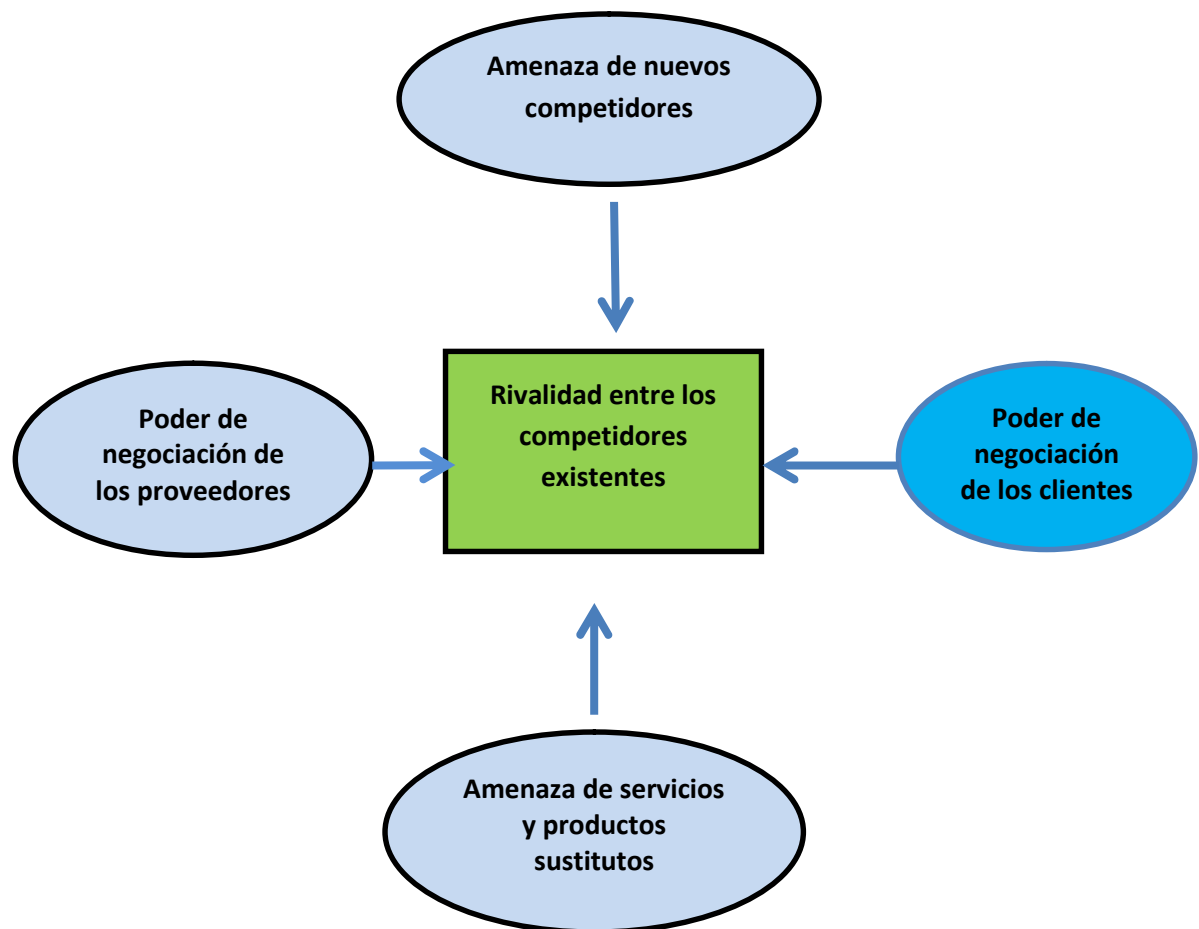 Amenaza de nuevos
competidores
Rivalidad entre los
competidores
existentes
Poder de
negociación de
los proveedores
Poder de
negociación
de los clientes
Amenaza de servicios
y productos
sustitutos